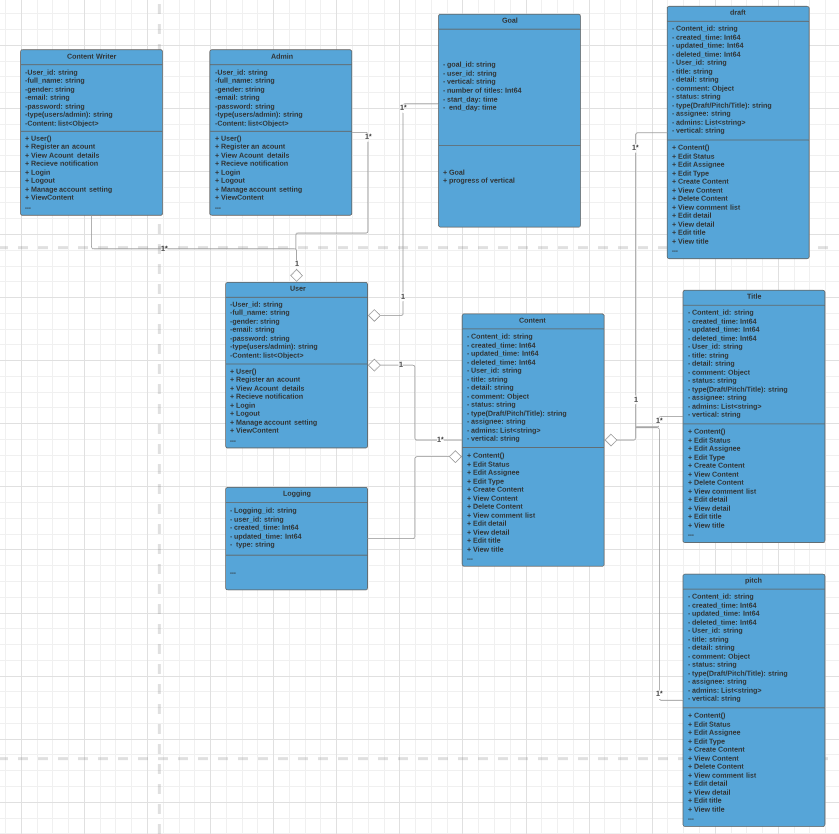 Content Writer
-User_id: string
-full_name: string
-gender: string
-email: string
-password: string
-type(users/admin): string
-Content: list<Object>
+ User()
+ Register an acount
+ View Acount details
+ Recieve notification
+ Login
+ Logout
+ Manage account setting
+ ViewContent
...
Admin
-User_id: string
-full_name: string
-gender: string
-email: string
-password: string
-type(users/admin): string
-Content: list<Object>
+ User()
+ Register an acount
+ View Acount details
+ Recieve notification
+ Login
+ Logout
+ Manage account setting
+ ViewContent
...
Goal
- goal_id: string
- user_id: string
- vertical: string
- number of titles: Int64
- start_day: time
- end_day: time
+ Goal
+ progress of vertical
draft
- Content_id: string
- created_time: Int64
- updated_time: Int64
- deleted_time: Int64
- User_id: string
- title: string
- detail: string
- comment: Object
- status: string
- type(Draft/Pitch/Title): string
- assignee: string
- admins: List<string>
- vertical: string
+ Content()
+ Edit Status
+ Edit Assignee
+ Edit Type
+ Create Content
+ View Content
+ Delete Content
+ View comment list
+ Edit detail
+ View detail
+ Edit title
+ View title
...
1*
1*
1*
1*
1
1
User
-User_id: string
-full_name: string
-gender: string
-email: string
-password: string
-type(users/admin): string
-Content: list<Object>
+ User()
+ Register an acount
+ View Acount details
+ Recieve notification
+ Login
+ Logout
+ Manage account setting
+ ViewContent
...
1
1*
Content
- Content_id: string
- created_time: Int64
- updated_time: Int64
- deleted_time: Int64
- User_id: string
- title: string
- detail: string
- comment: Object
- status: string
- type(Draft/Pitch/Title): string
- assignee: string
- admins: List<string>
- vertical: string
+ Content()
+ Edit Status
+ Edit Assignee
+ Edit Type
+ Create Content
+ View Content
+ Delete Content
+ View comment list
+ Edit detail
+ View detail
+ Edit title
+ View title
...
1
1*
Title
- Content_id: string
- created_time: Int64
- updated_time: Int64
- deleted_time: Int64
- User_id: string
- title: string
- detail: string
- comment: Object
- status: string
- type(Draft/Pitch/Title): string
- assignee: string
- admins: List<string>
- vertical: string
+ Content()
+ Edit Status
+ Edit Assignee
+ Edit Type
+ Create Content
+ View Content
+ Delete Content
+ View comment list
+ Edit detail
+ View detail
+ Edit title
+ View title
...
Logging
- Logging_id: string
- user_id: string
- created_time: Int64
- updated_time: Int64
- type: string
...
1*
pitch
- Content_id: string
- created_time: Int64
- updated_time: Int64
- deleted_time: Int64
- User_id: string
- title: string
- detail: string
- comment: Object
- status: string
- type(Draft/Pitch/Title): string
- assignee: string
- admins: List<string>
- vertical: string
+ Content()
+ Edit Status
+ Edit Assignee
+ Edit Type
+ Create Content
+ View Content
+ Delete Content
+ View comment list
+ Edit detail
+ View detail
+ Edit title
+ View title
...